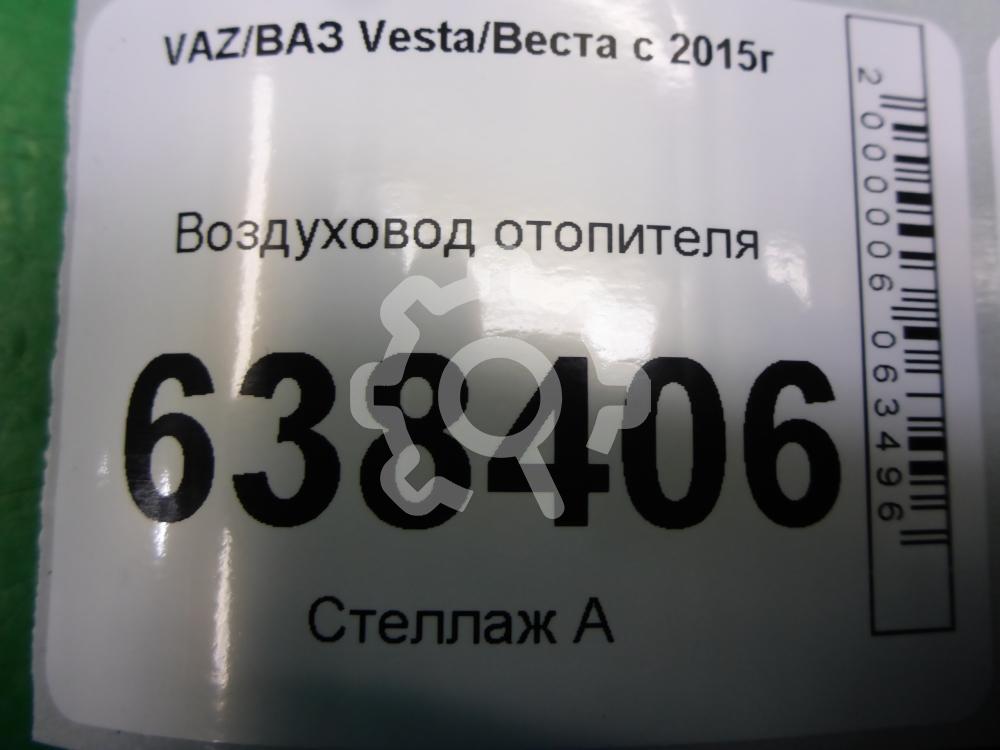 VAZ/ВАЗ Vesta/Веста с 2015г
Воздуховод отопителя
638406
Стеллаж А
2000006063496